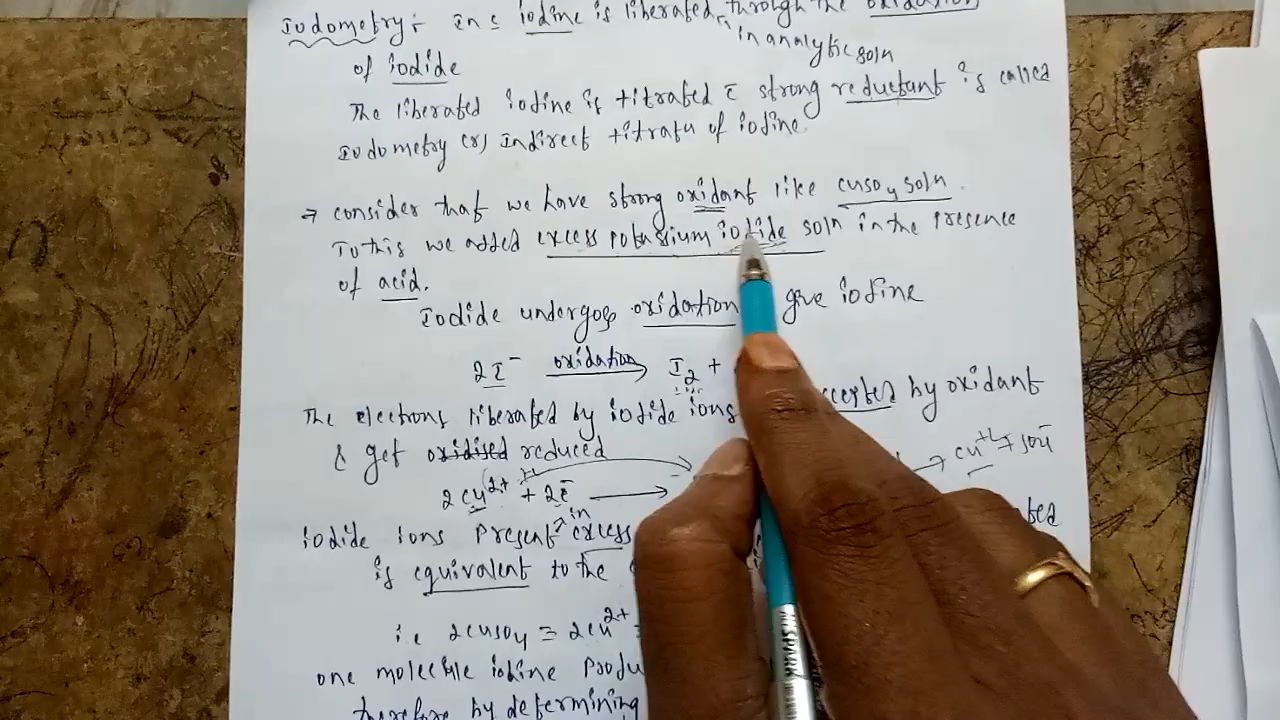 Iodometry :- In c iodine is liberated through the oxidation
in analytic soln
of iodide
The liberated iodine is titrated c strong reductant is called
Iodometry (r) Indirect titratn of iodine.
→ consider that we have strong oxidant like cuso4 soln.
To this we added excess potassium iodide soln in the presence
of acid.
Iodide undergoes oxidation give iodine
2I⁻ oxidation → I2 +
The electrons liberated by iodide ions ccepted by oxidant
& get oxidised reduced
→ cu+2 + so4⁻
2cu2+ + 2e⁻ →
iodide ions present in excess
is equivalent to the
i.e 2cuso4 ≡ 2cu2+
one molecule iodine produ
therefore by determining